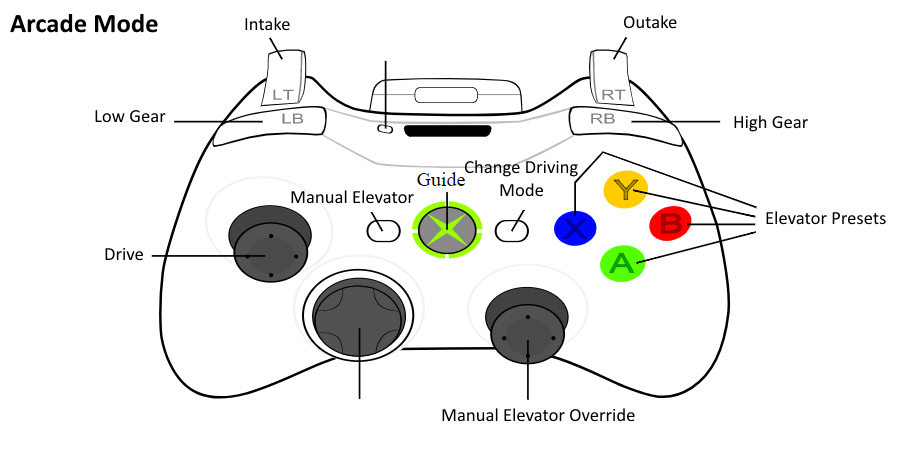 Arcade Mode
Intake
Outake
LT
RT
Low Gear
LB
RB
High Gear
Change Driving
Mode
Guide
Manual Elevator
Y
X
B
A
Elevator Presets
Drive
Manual Elevator Override